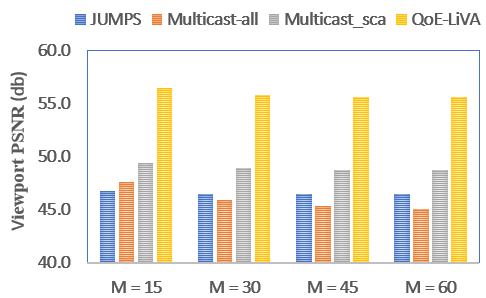 JUMPS Multicast-all Multicast_sca QoE-LiVA
Viewport PSNR (db)
60.0
55.0
50.0
45.0
40.0
M = 15 M = 30 M = 45 M = 60